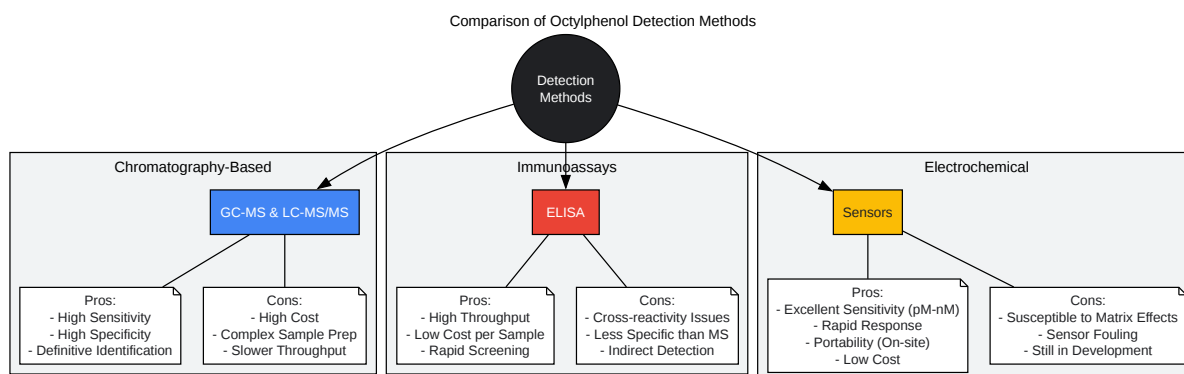 Comparison of Octylphenol Detection Methods
Detection
Methods
Chromatography-Based
Immunoassays
Electrochemical
GC-MS & LC-MS/MS
ELISA
Sensors
Pros:
- High Sensitivity
- High Specificity
- Definitive Identification
Cons:
- High Cost
- Complex Sample Prep
- Slower Throughput
Pros:
- High Throughput
- Low Cost per Sample
- Rapid Screening
Cons:
- Cross-reactivity Issues
- Less Specific than MS
- Indirect Detection
Pros:
- Excellent Sensitivity (pM-nM)
- Rapid Response
- Portability (On-site)
- Low Cost
Cons:
- Susceptible to Matrix Effects
- Sensor Fouling
- Still in Development